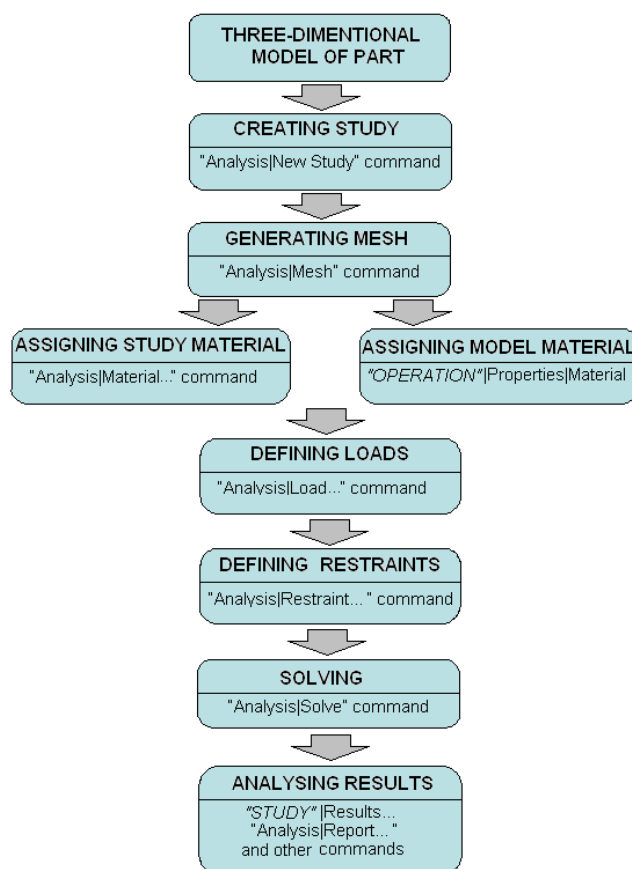 THREE-DIMENTIONAL
MODEL OF PART
CREATING STUDY
"Analysis|New Study" command
GENERATING MESH
"Analysis|Mesh" command
ASSIGNING STUDY MATERIAL
"Analysis|Material..." command
ASSIGNING MODEL MATERIAL
"OPERATION"|Properties|Material
DEFINING LOADS
"Analysis|Load..." command
DEFINING RESTRAINTS
"Analysis|Restraint..." command
SOLVING
"Analysis|Solve" command
ANALYSING RESULTS
"STUDY"|Results...
"Analysis|Report..."
and other commands